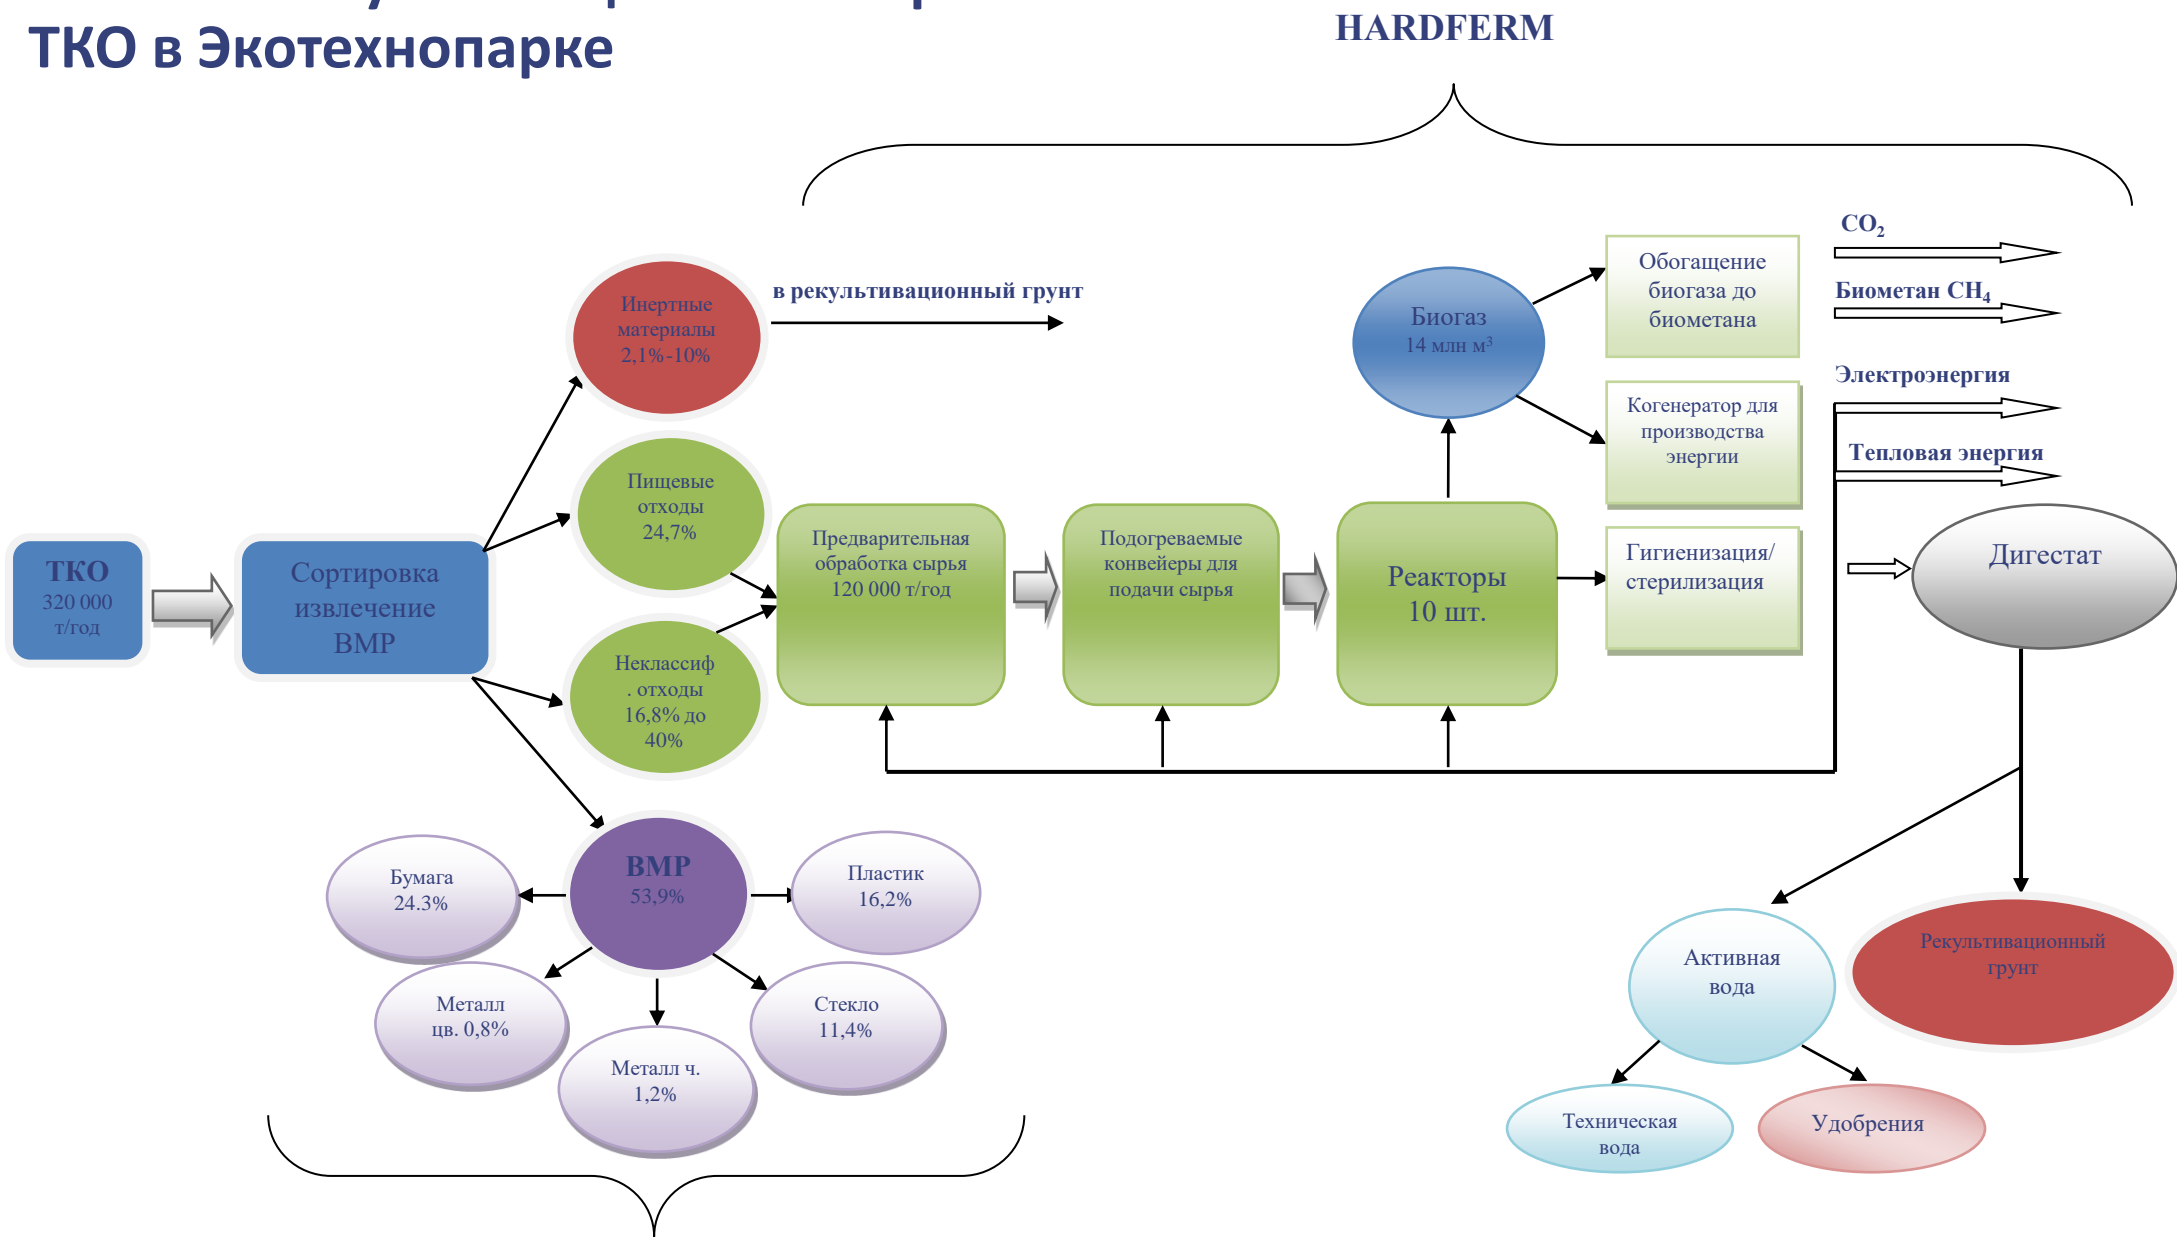 ТКО в Экотехнопарке
HARDFERM
CO₂
Биометан CH₄
Электроэнергия
Тепловая энергия
Инертные
материалы
2,1%-10%
в рекультивационный грунт
Биогаз
14 млн м³
Обогащение
биогаза до
биометана
Когенератор для
производства
энергии
Гигиенизация/
стерилизация
Дигестат
Пищевые
отходы
24,7%
ТКО
320 000
т/год
Сортировка
извлечение
ВМР
Предварительная
обработка сырья
120 000 т/год
Подогреваемые
конвейеры для
подачи сырья
Реакторы
10 шт.
Неклассиф
. отходы
16,8% до
40%
ВМР
53,9%
Бумага
24.3%
Пластик
16,2%
Металл
цв. 0,8%
Металл ч.
1,2%
Стекло
11,4%
Активная
вода
Рекультивационный
грунт
Техническая
вода
Удобрения